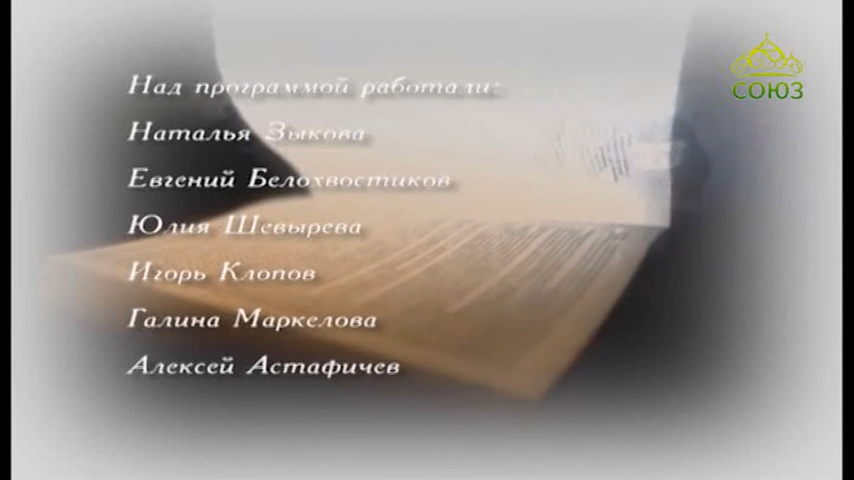 Над программой работали:
Наталья Зыкова
Евгений Белохвостиков
Юлия Шевырева
Игорь Клопов
Галина Маркелова
Алексей Астафичев
СОЮЗ